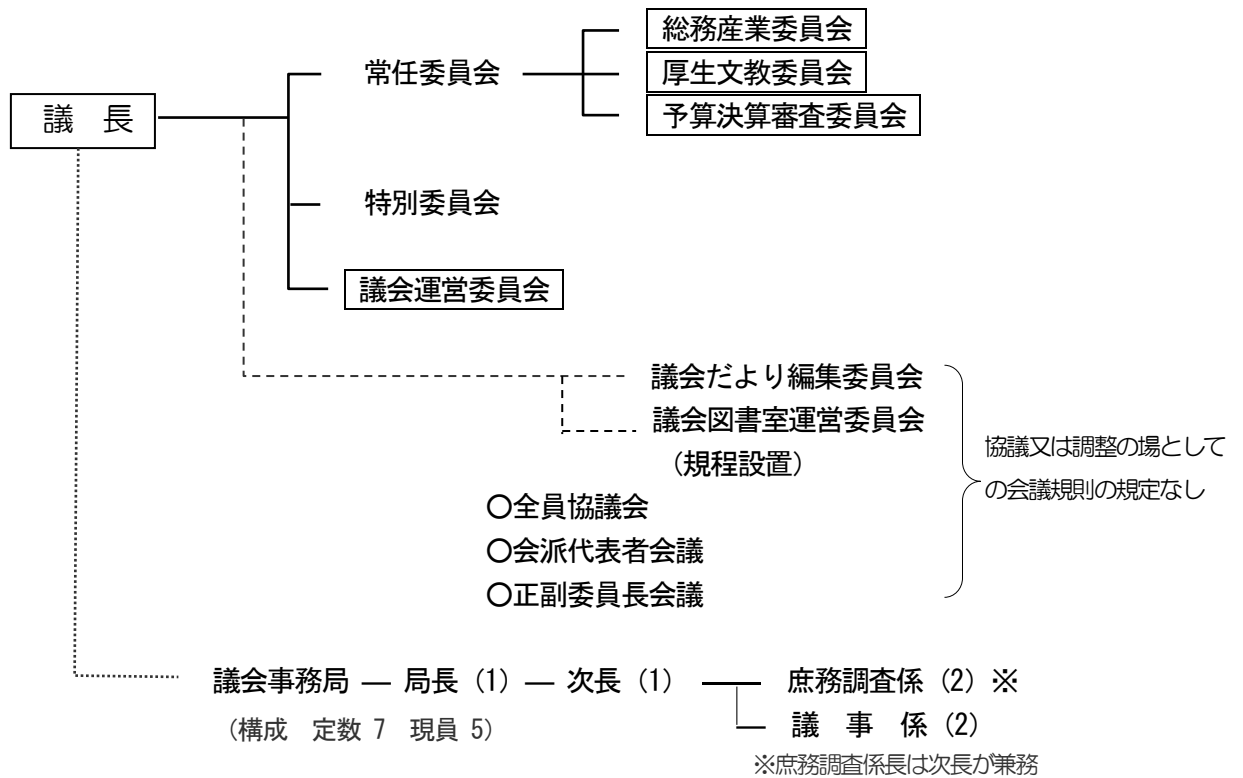 総務産業委員会
常任委員会
厚生文教委員会
議　長
予算決算審査委員会
特別委員会
議会運営委員会
議会だより編集委員会
議会図書室運営委員会
（規程設置）
協議又は調整の場として
の会議規則の規定なし
○全員協議会
○会派代表者会議
○正副委員長会議
議会事務局 ― 局長（1）― 次長（1） ― 庶務調査係（2）※
（構成　定数 7　現員 5） ― 議　事　係（2）
※庶務調査係長は次長が兼務